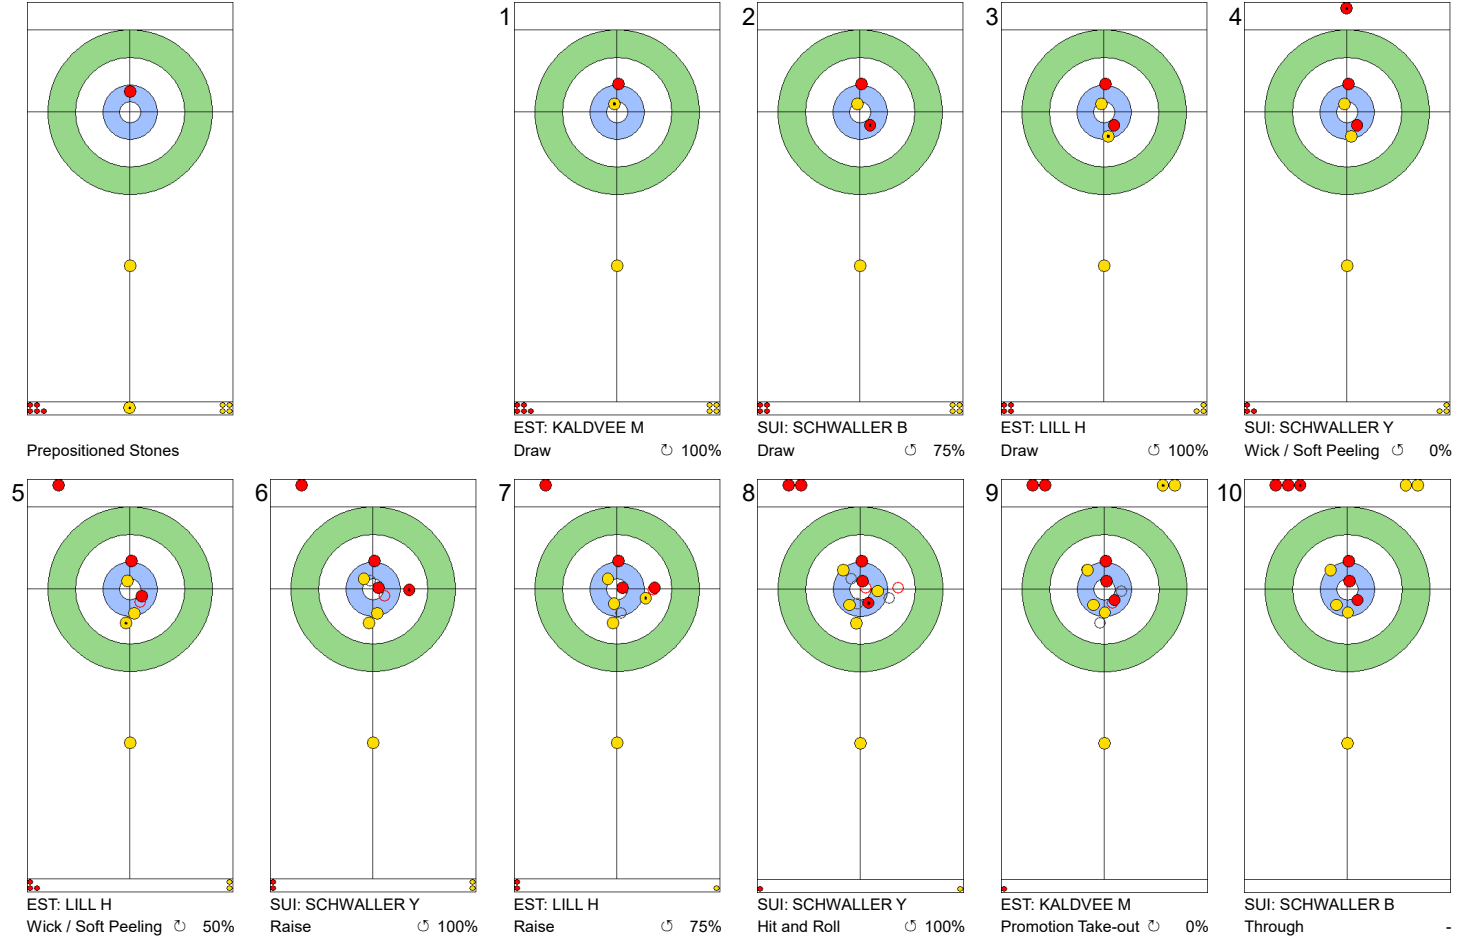 Prepositioned Stones
1
EST: KALDVEE M
Draw ↻ 100%
2
SUI: SCHWALLER B
Draw ↺ 75%
3
EST: LILL H
Draw ↺ 100%
4
SUI: SCHWALLER Y
Wick / Soft Peeling ↺ 0%
5
EST: LILL H
Wick / Soft Peeling ↻ 50%
6
SUI: SCHWALLER Y
Raise ↺ 100%
7
EST: LILL H
Raise ↺ 75%
8
SUI: SCHWALLER Y
Hit and Roll ↺ 100%
9
EST: KALDVEE M
Promotion Take-out ↻ 0%
10
SUI: SCHWALLER B
Through -